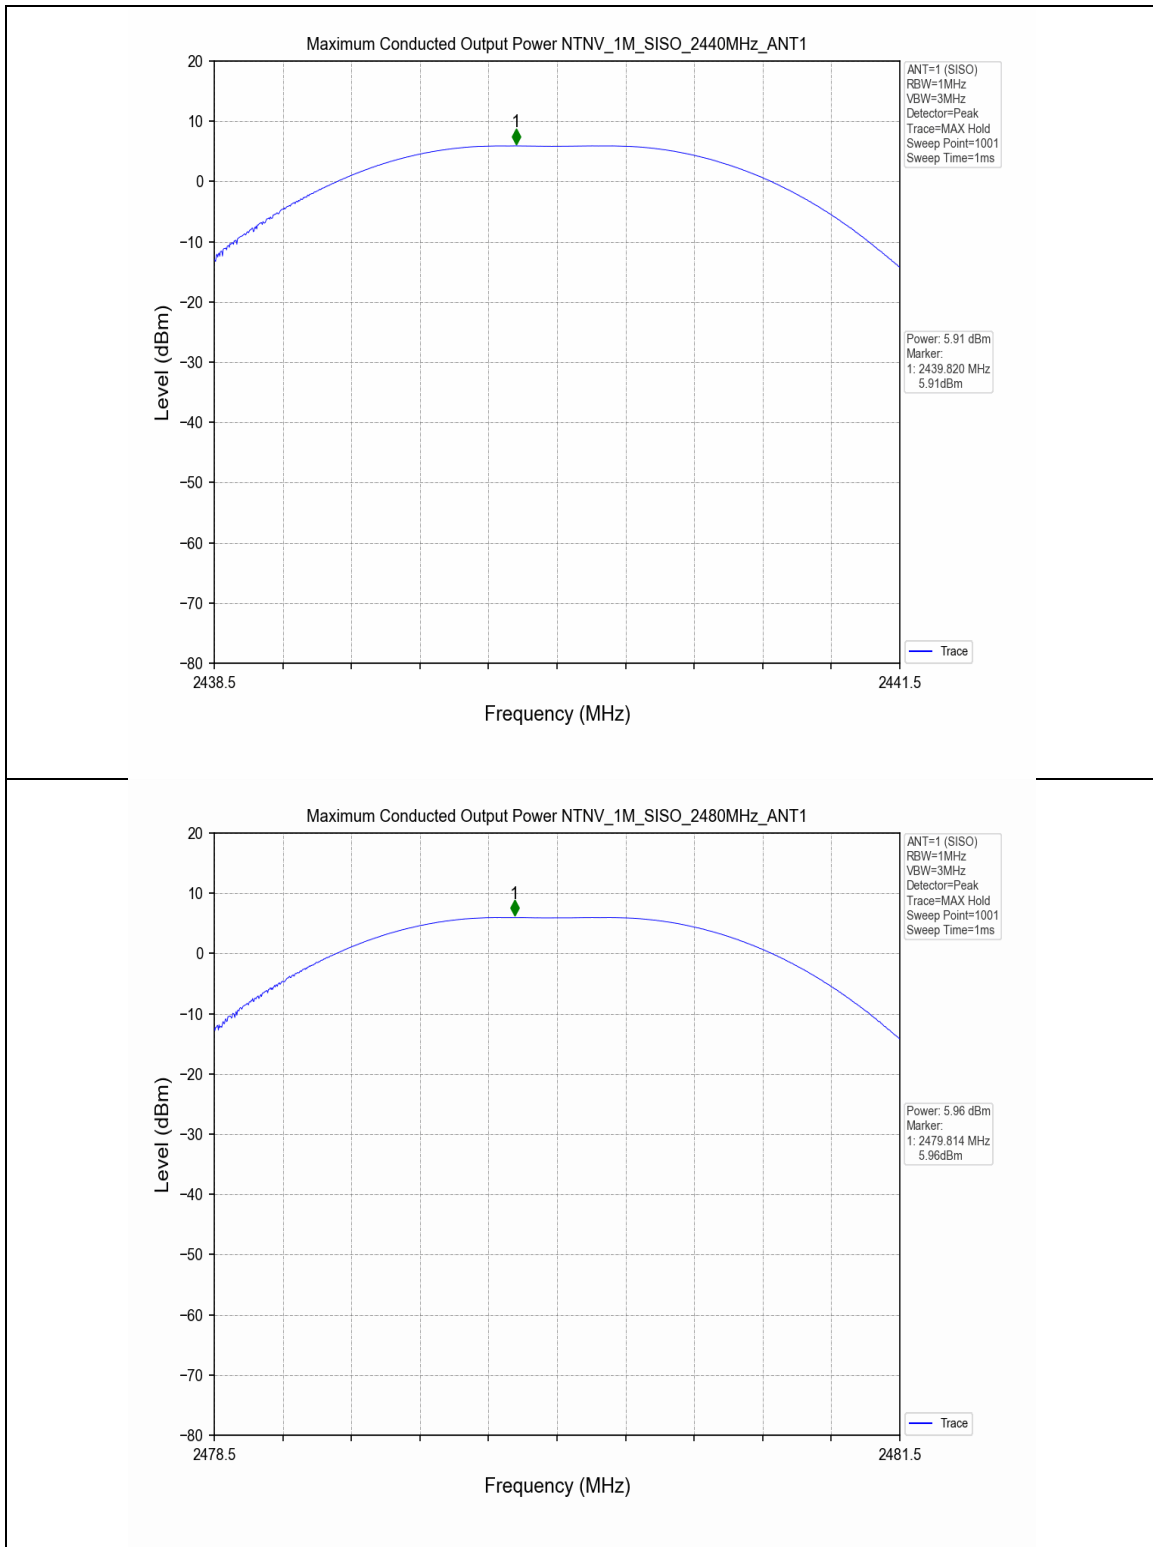 Maximum Conducted Output Power NTNV_1M_SISO_2440MHz_ANT1
20
10
0
−10
−20
−30
−40
−50
−60
−70
−80
Level (dBm)
1
2438.5
2441.5
Frequency (MHz)
ANT=1 (SISO)
RBW=1MHz
VBW=3MHz
Detector=Peak
Trace=MAX Hold
Sweep Point=1001
Sweep Time=1ms
Power: 5.91 dBm
Marker:
1: 2439.820 MHz
5.91dBm
Trace
Maximum Conducted Output Power NTNV_1M_SISO_2480MHz_ANT1
20
10
0
−10
−20
−30
−40
−50
−60
−70
−80
Level (dBm)
1
2478.5
2481.5
Frequency (MHz)
ANT=1 (SISO)
RBW=1MHz
VBW=3MHz
Detector=Peak
Trace=MAX Hold
Sweep Point=1001
Sweep Time=1ms
Power: 5.96 dBm
Marker:
1: 2479.814 MHz
5.96dBm
Trace